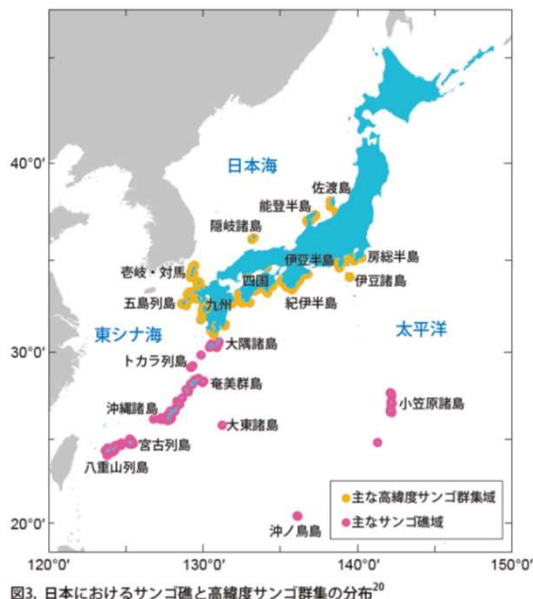 40°0′
30°0′
20°0′
120°0′
130°0′
140°0′
150°0′
日本海
佐渡島
能登半島
隠岐諸島
伊豆半島
房総半島
壱岐・対馬
四国
伊豆諸島
五島列島
九州
紀伊半島
東シナ海
太平洋
大隅諸島
トカラ列島
奄美群島
沖縄諸島
小笠原諸島
大東諸島
宮古列島
八重山列島
主な高緯度サンゴ群集域
主なサンゴ礁域
沖ノ鳥島
図3. 日本におけるサンゴ礁と高緯度サンゴ群集の分布20